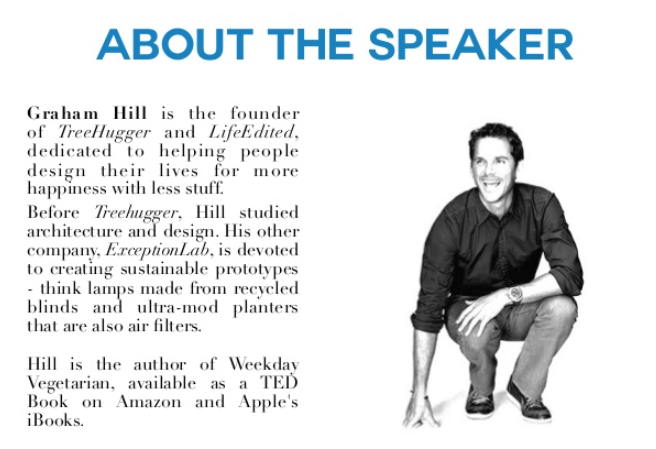 ABOUT THE SPEAKER
Graham Hill is the founder
of TreeHugger and LifeEdited,
dedicated to helping people
design their lives for more
happiness with less stuff.
Before Treehugger, Hill studied
architecture and design. His other
company, ExceptionLab, is devoted
to creating sustainable prototypes
- think lamps made from recycled
blinds and ultra-mod planters
that are also air filters.
Hill is the author of Weekday
Vegetarian, available as a TED
Book on Amazon and Apple's
iBooks.